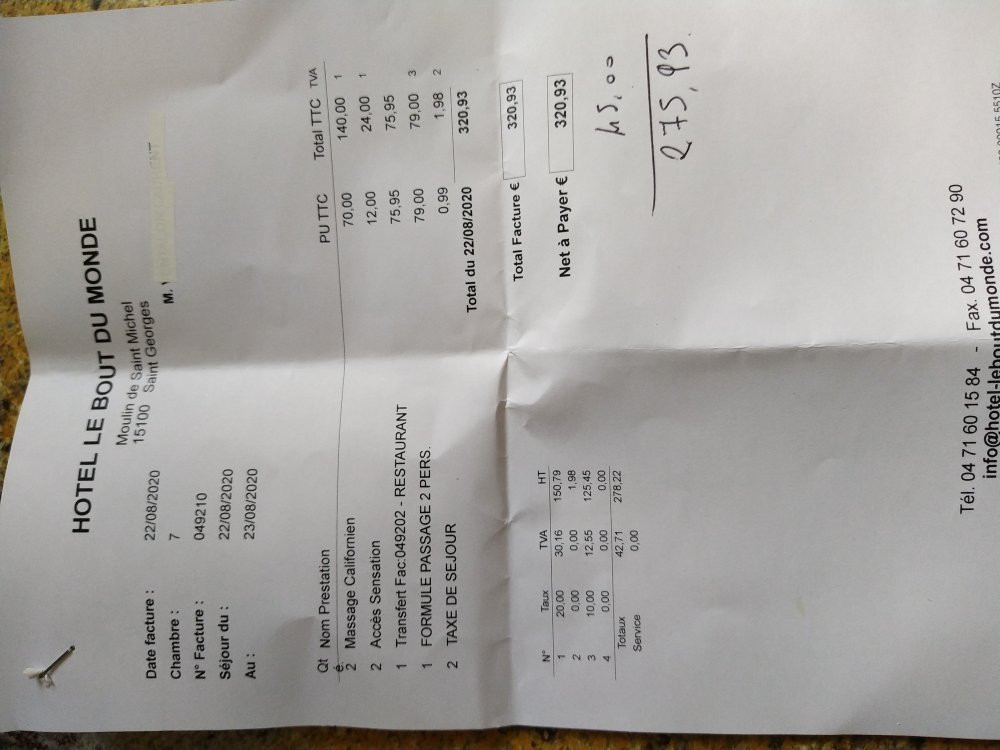 HOTEL LE BOUT DU MONDE
Moulin de Saint Michel
15100 Saint Georges
M.
Date facture : 22/08/2020
Chambre : 7
N° Facture : 049210
Séjour du : 22/08/2020
Au : 23/08/2020
Qté. Nom Prestation PU TTC Total TTC TVA
2 Massage Californien 70,00 140,00 1
2 Accès Sensation 12,00 24,00 1
1 Transfert Fac:049202 - RESTAURANT 75,95 75,95
1 FORMULE PASSAGE 2 PERS. 79,00 79,00 3
2 TAXE DE SEJOUR 0,99 1,98 2
Total du 22/08/2020 320,93
Total Facture € 320,93
Net à Payer € 320,93
45,00
275,93
N° Taux TVA HT
1 20,00 30,16 150,79
2 0,00 0,00 1,98
3 10,00 12,55 125,45
4 0,00 0,00 0,00
Totaux 42,71 278,22
Service 0,00
Tél. 04 71 60 15 84 - Fax. 04 71 60 72 90
info@hotel-leboutdumonde.com